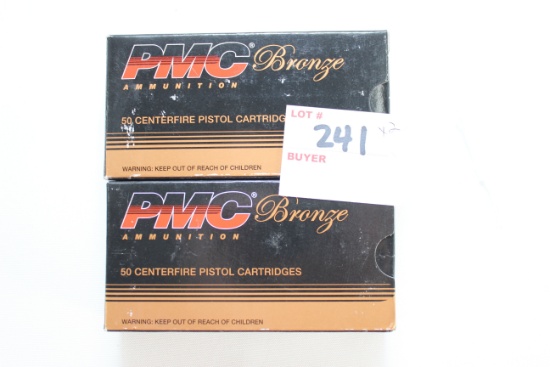 PMC® Bronze
AMMUNITION
50 CENTERFIRE PISTOL CARTRIDG
LOT #
241 x2
BUYER
WARNING: KEEP OUT OF REACH OF CHILDREN
PMC® Bronze
AMMUNITION
50 CENTERFIRE PISTOL CARTRIDGES
WARNING: KEEP OUT OF REACH OF CHILDREN